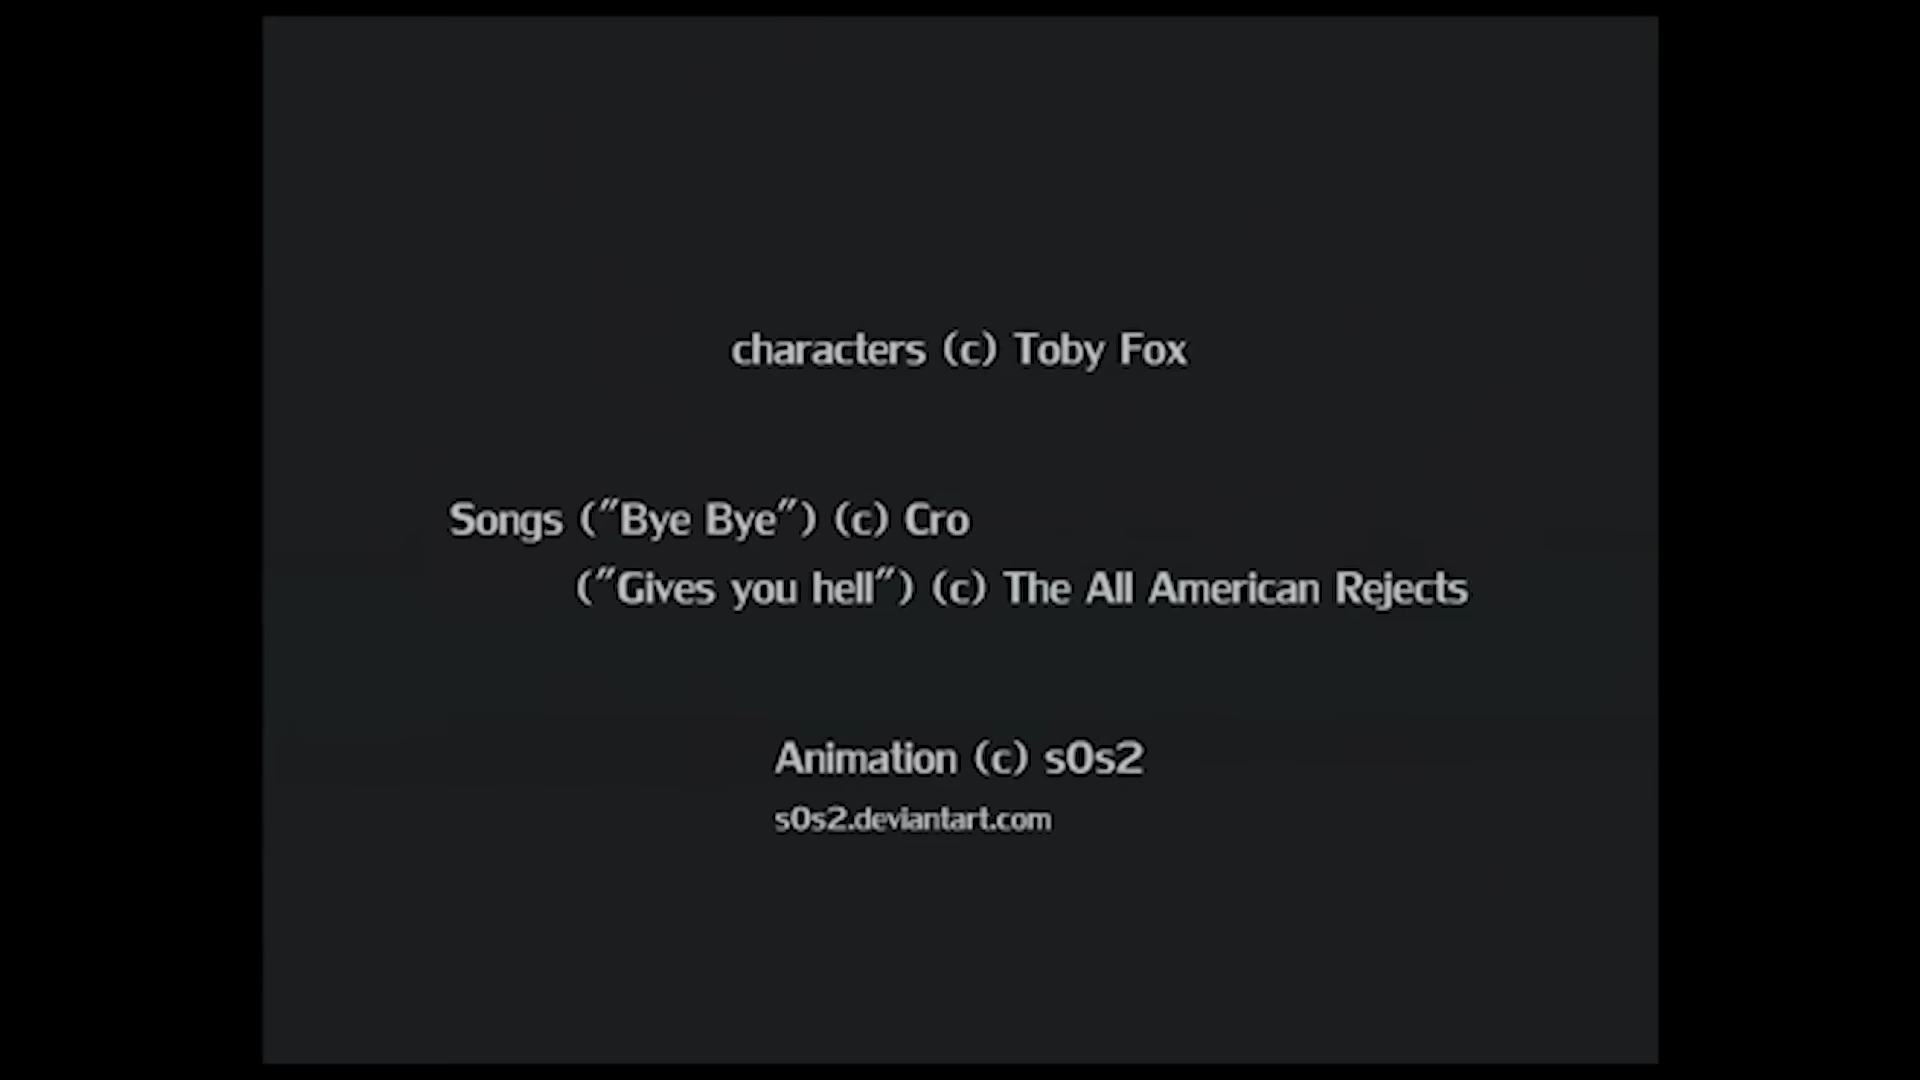 characters (c) Toby Fox
Songs ("Bye Bye") (c) Cro
("Gives you hell") (c) The All American Rejects
Animation (c) s0s2
s0s2.deviantart.com